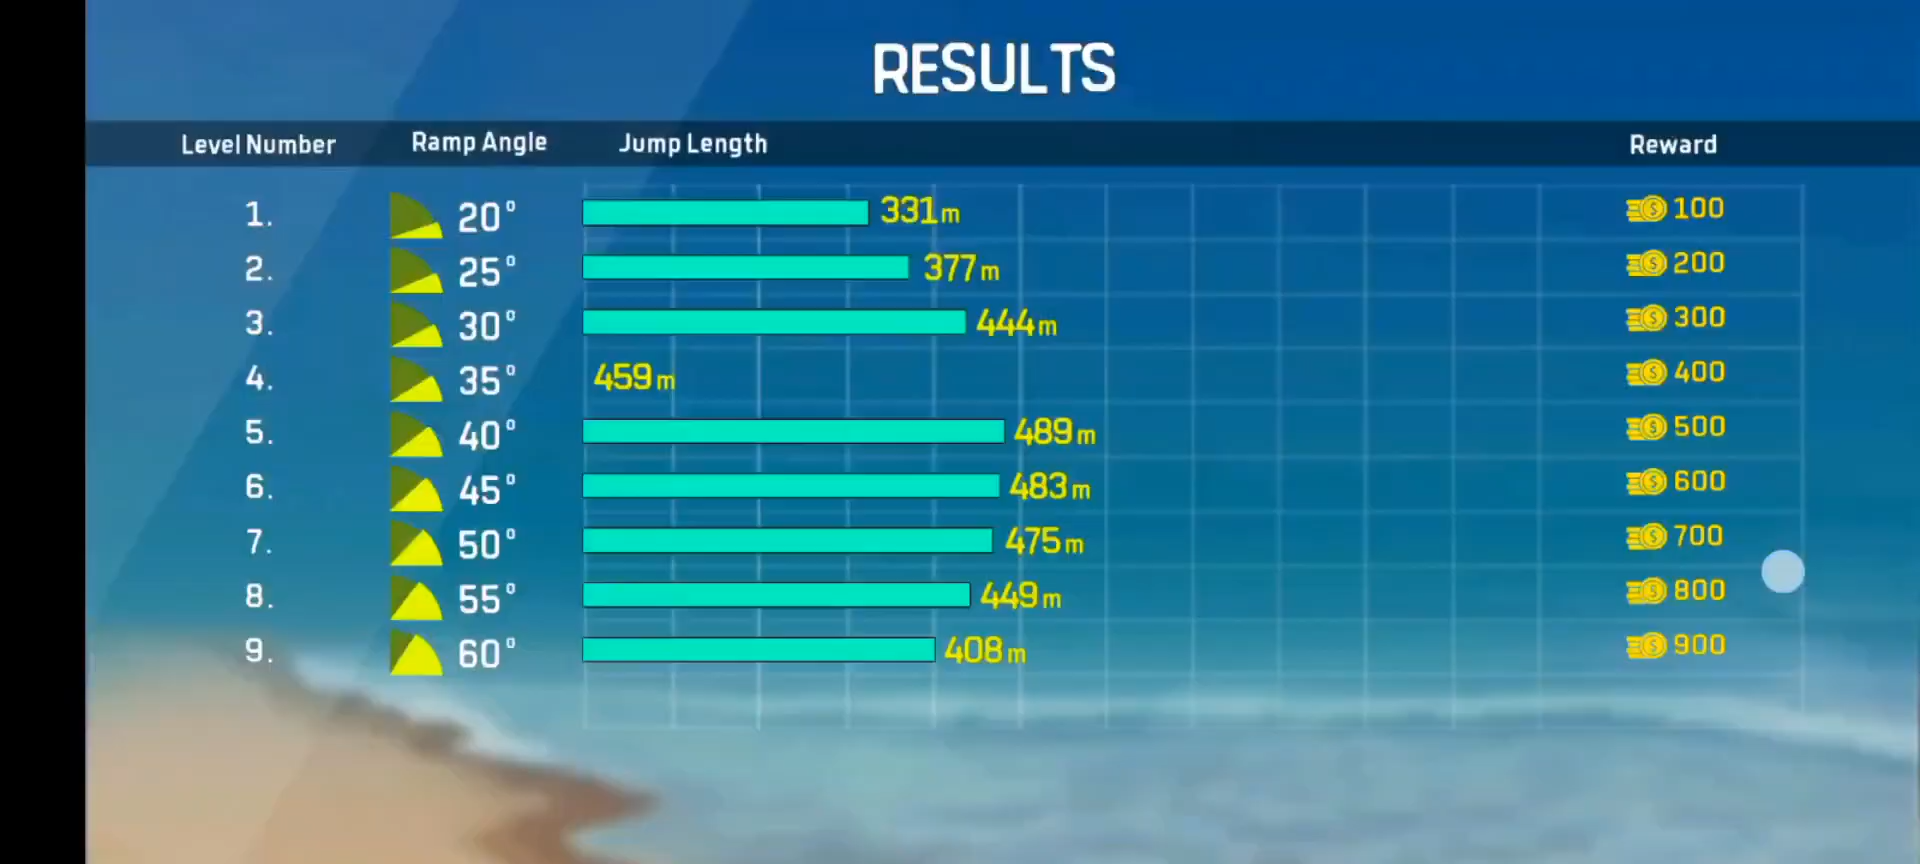 RESULTS
Level Number Ramp Angle Jump Length Reward
1. 20° 331m 100
2. 25° 377m 200
3. 30° 444m 300
4. 35° 459m 400
5. 40° 489m 500
6. 45° 483m 600
7. 50° 475m 700
8. 55° 449m 800
9. 60° 408m 900